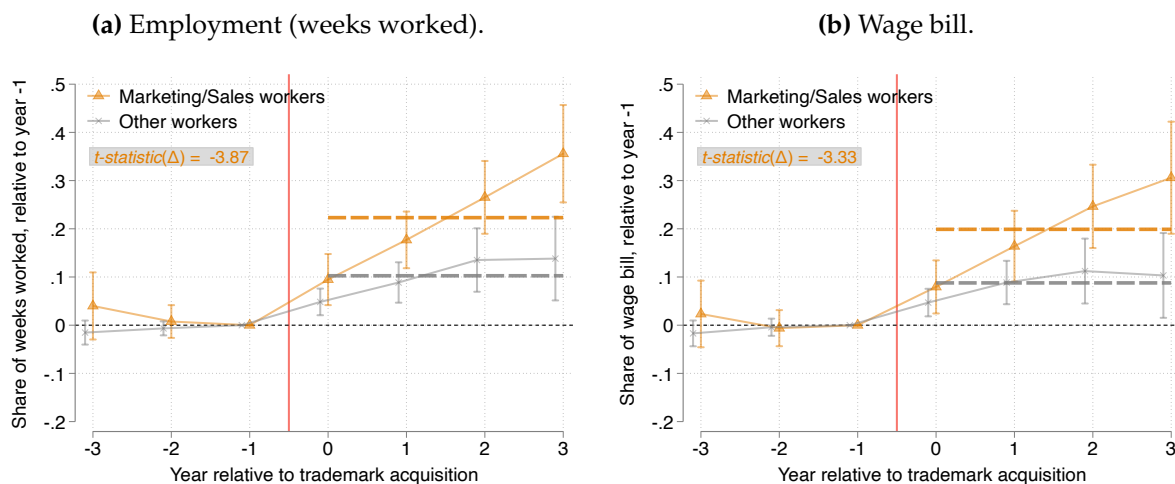 (a) Employment (weeks worked).
Share of weeks worked, relative to year -1
.5
.4
.3
.2
.1
0
-.1
-.2
Marketing/Sales workers
Other workers
t-statistic(Δ) = -3.87
-3 -2 -1 0 1 2 3
Year relative to trademark acquisition
(b) Wage bill.
Share of wage bill, relative to year -1
.5
.4
.3
.2
.1
0
-.1
-.2
Marketing/Sales workers
Other workers
t-statistic(Δ) = -3.33
-3 -2 -1 0 1 2 3
Year relative to trademark acquisition